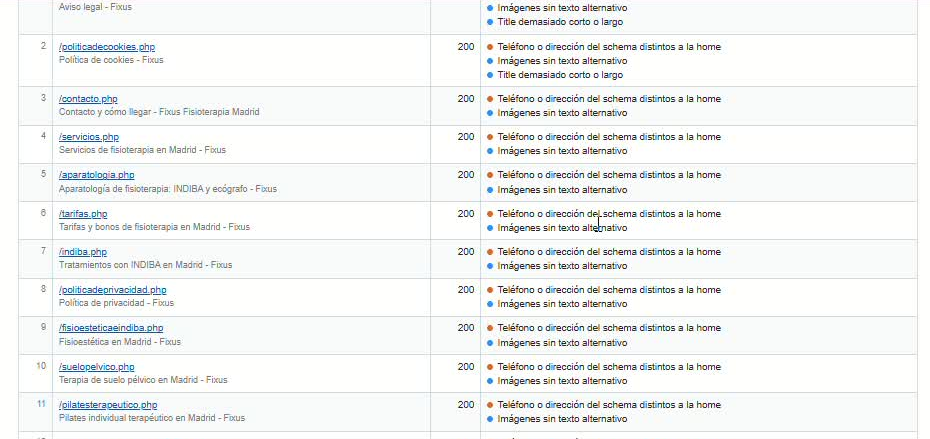 Aviso legal - Fixus
Imágenes sin texto alternativo
Title demasiado corto o largo
2 /politicadecookies.php 200 Teléfono o dirección del schema distintos a la home
Política de cookies - Fixus Imágenes sin texto alternativo
Title demasiado corto o largo
3 /contacto.php 200 Teléfono o dirección del schema distintos a la home
Contacto y cómo llegar - Fixus Fisioterapia Madrid Imágenes sin texto alternativo
4 /servicios.php 200 Teléfono o dirección del schema distintos a la home
Servicios de fisioterapia en Madrid - Fixus Imágenes sin texto alternativo
5 /aparatologia.php 200 Teléfono o dirección del schema distintos a la home
Aparatología de fisioterapia: INDIBA y ecógrafo - Fixus Imágenes sin texto alternativo
6 /tarifas.php 200 Teléfono o dirección del schema distintos a la home
Tarifas y bonos de fisioterapia en Madrid - Fixus Imágenes sin texto alternativo
7 /indiba.php 200 Teléfono o dirección del schema distintos a la home
Tratamientos con INDIBA en Madrid - Fixus Imágenes sin texto alternativo
8 /politicadeprivacidad.php 200 Teléfono o dirección del schema distintos a la home
Política de privacidad - Fixus Imágenes sin texto alternativo
9 /fisioesteticaeindiba.php 200 Teléfono o dirección del schema distintos a la home
Fisioestética en Madrid - Fixus Imágenes sin texto alternativo
10 /suelopelvico.php 200 Teléfono o dirección del schema distintos a la home
Terapia de suelo pélvico en Madrid - Fixus Imágenes sin texto alternativo
11 /pilatesterapeutico.php 200 Teléfono o dirección del schema distintos a la home
Pilates individual terapéutico en Madrid - Fixus Imágenes sin texto alternativo